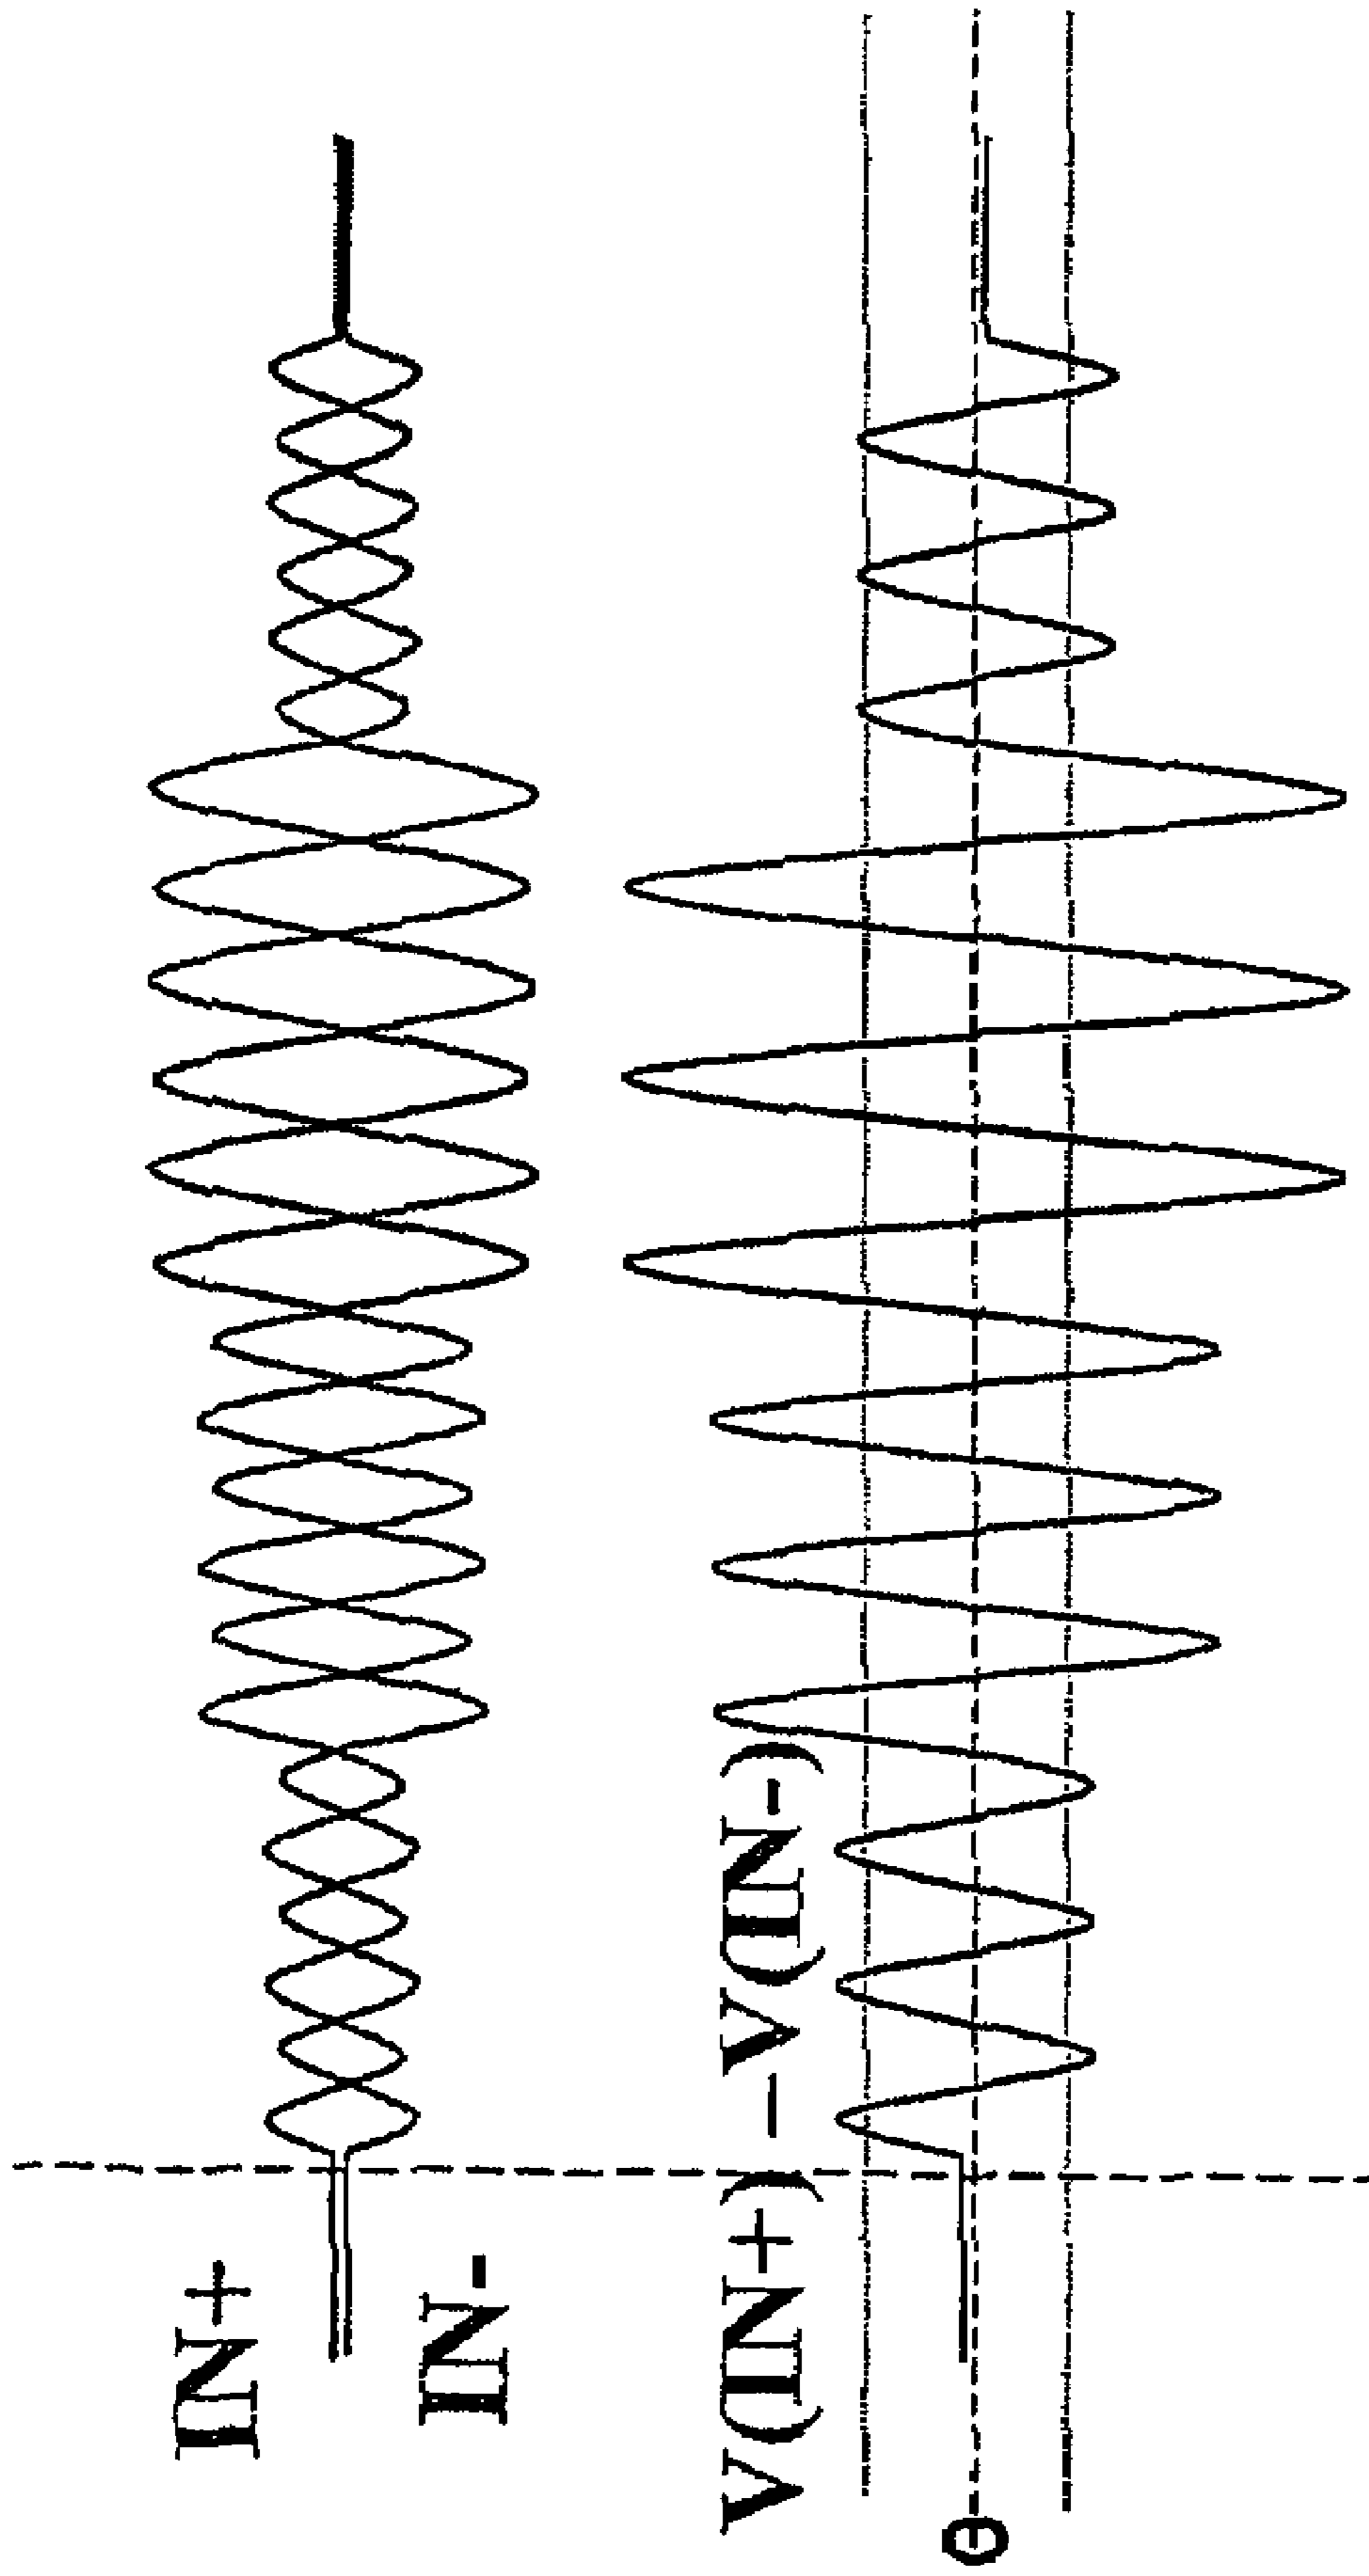 IN+
IN-
V(IN+) – V(IN-)
0